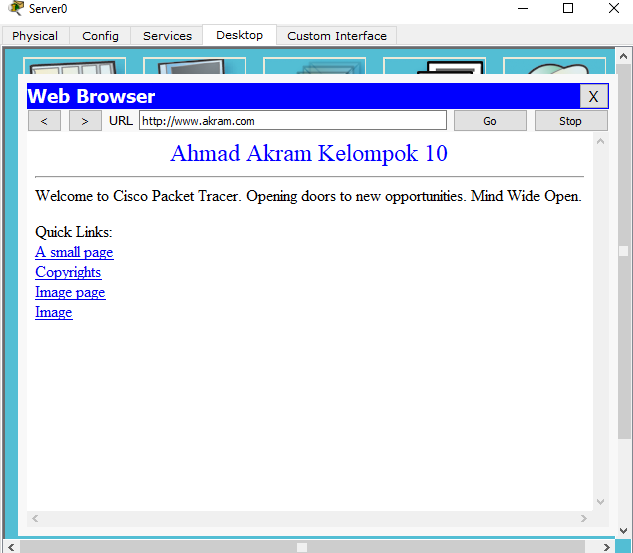 Server0
Physical Config Services Desktop Custom Interface
Web Browser X
< > URL http://www.akram.com Go Stop
Ahmad Akram Kelompok 10
Welcome to Cisco Packet Tracer. Opening doors to new opportunities. Mind Wide Open.
Quick Links:
A small page
Copyrights
Image page
Image